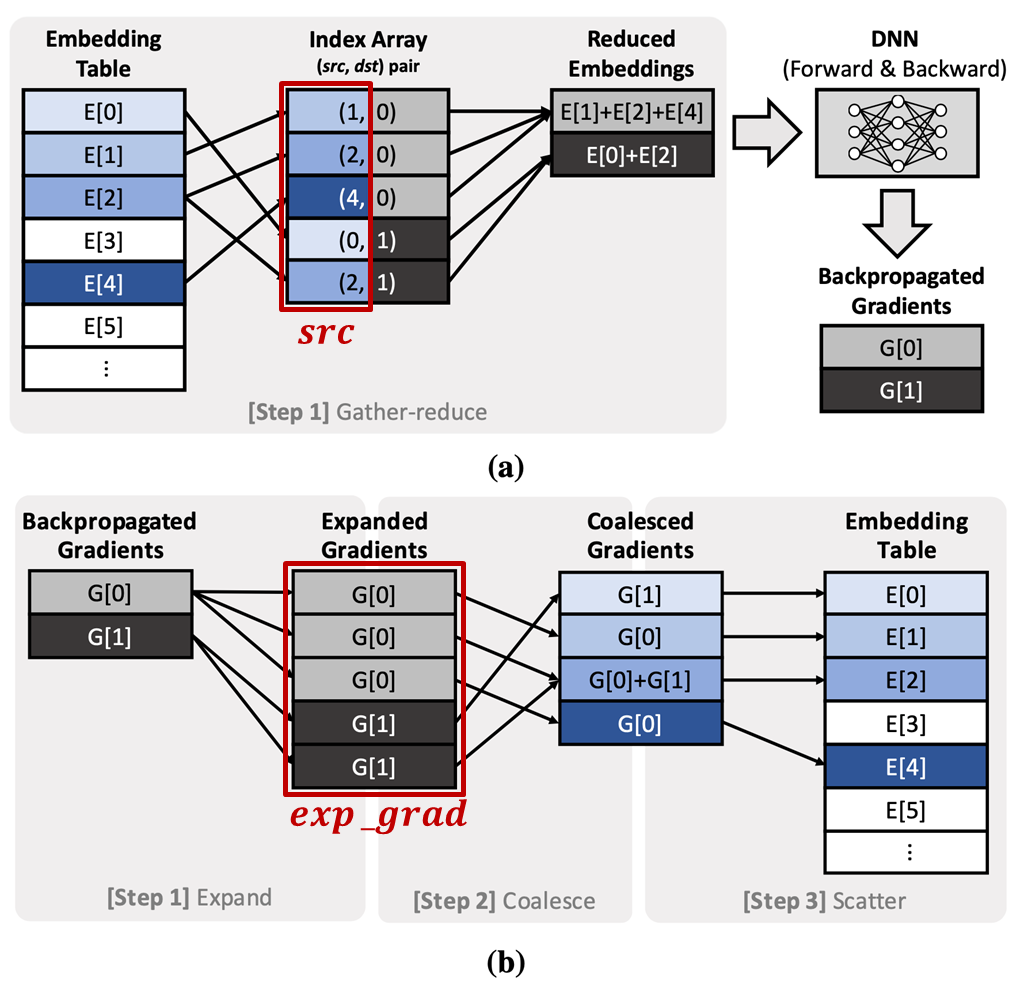 Embedding
Table
Index Array
(src, dst) pair
Reduced
Embeddings
DNN
(Forward & Backward)
E[0]
E[1]
E[2]
E[3]
E[4]
E[5]
⋮
(1, 0)
(2, 0)
(4, 0)
(0, 1)
(2, 1)
src
E[1]+E[2]+E[4]
E[0]+E[2]
Backpropagated
Gradients
G[0]
G[1]
[Step 1] Gather-reduce
(a)
Backpropagated
Gradients
G[0]
G[1]
Expanded
Gradients
G[0]
G[0]
G[0]
G[1]
G[1]
exp_grad
Coalesced
Gradients
G[1]
G[0]
G[0]+G[1]
G[0]
Embedding
Table
E[0]
E[1]
E[2]
E[3]
E[4]
E[5]
⋮
[Step 1] Expand
[Step 2] Coalesce
[Step 3] Scatter
(b)